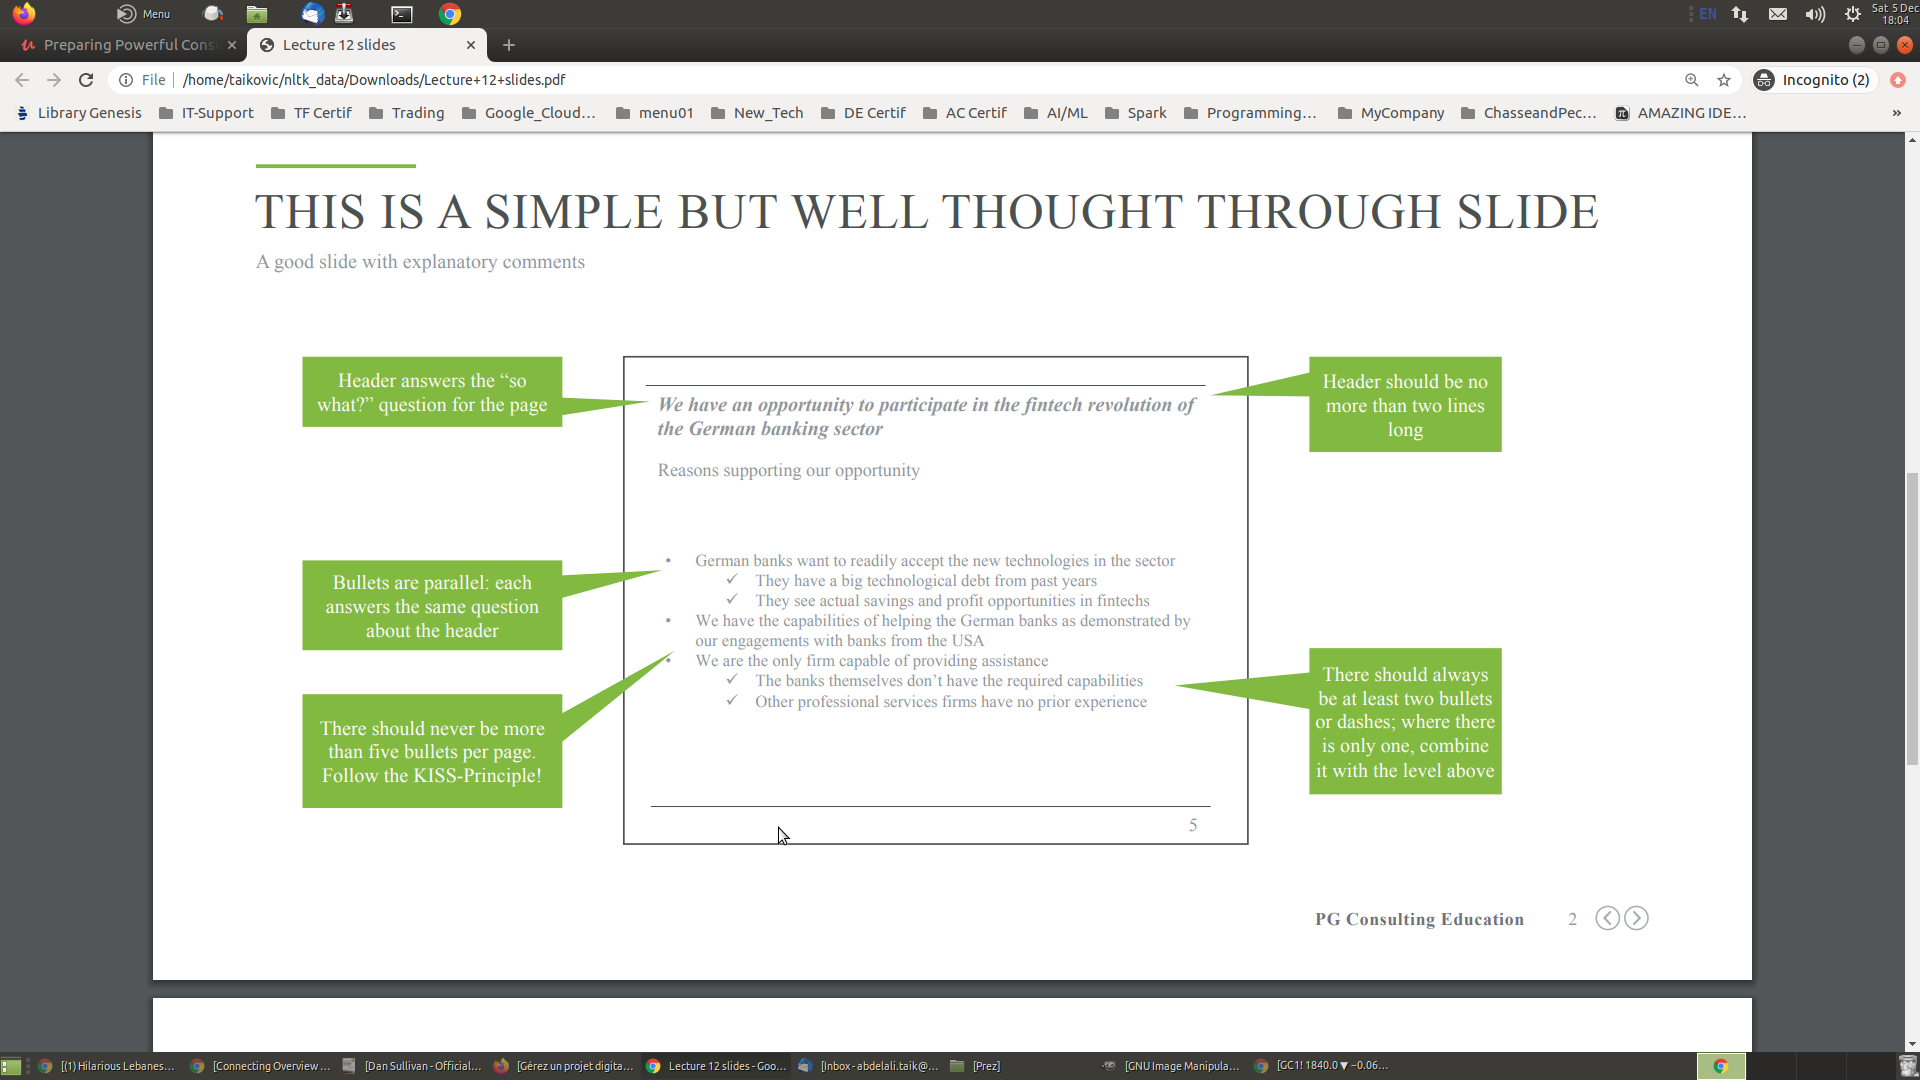 Menu
EN
Sat 5 Dec
18:04
Preparing Powerful Cons
Lecture 12 slides
File
/home/taikovic/nltk_data/Downloads/Lecture+12+slides.pdf
Incognito (2)
Library Genesis
IT-Support
TF Certif
Trading
Google_Cloud...
menu01
New_Tech
DE Certif
AC Certif
AI/ML
Spark
Programming...
MyCompany
ChasseandPec...
AMAZING IDE...
»
THIS IS A SIMPLE BUT WELL THOUGHT THROUGH SLIDE
A good slide with explanatory comments
Header answers the “so
what?” question for the page
We have an opportunity to participate in the fintech revolution of
the German banking sector
Header should be no
more than two lines
long
Reasons supporting our opportunity
Bullets are parallel: each
answers the same question
about the header
• German banks want to readily accept the new technologies in the sector
✓ They have a big technological debt from past years
✓ They see actual savings and profit opportunities in fintechs
• We have the capabilities of helping the German banks as demonstrated by
our engagements with banks from the USA
• We are the only firm capable of providing assistance
✓ The banks themselves don’t have the required capabilities
✓ Other professional services firms have no prior experience
There should never be more
than five bullets per page.
Follow the KISS-Principle!
There should always
be at least two bullets
or dashes; where there
is only one, combine
it with the level above
5
PG Consulting Education
2
[(1) Hilarious Lebanes...
[Connecting Overview ...
[Dan Sullivan - Official...
[Gérez un projet digita...
Lecture 12 slides - Goo...
[Inbox - abdelali.taik@...
[Prez]
[GNU Image Manipula...
[GC1! 1840.0 ▼ −0.06...